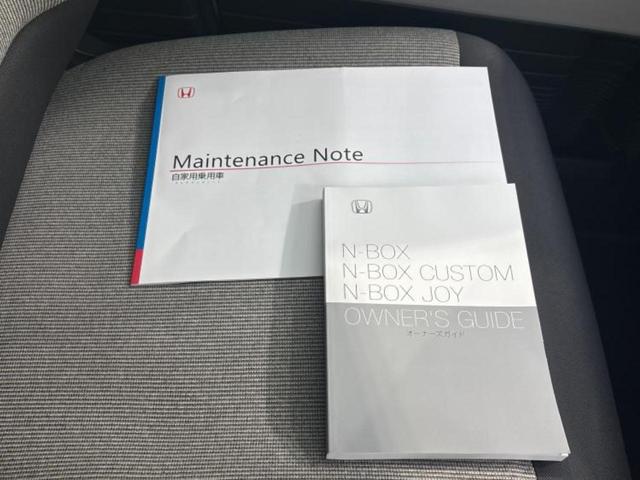 Maintenance Note
自家用乗用車
N-BOX
N-BOX CUSTOM
N-BOX JOY
OWNER'S GUIDE
オーナーズガイド